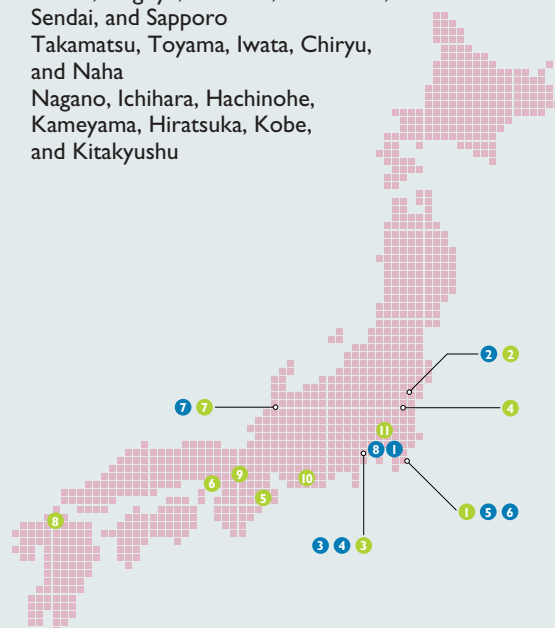 Sendai, and Sapporo
Takamatsu, Toyama, Iwata, Chiryu,
and Naha
Nagano, Ichihara, Hachinohe,
Kameyama, Hiratsuka, Kobe,
and Kitakyushu
2 2
7 7
4
11
8 1
9
6
10
5
8
1 5 6
3 4 3